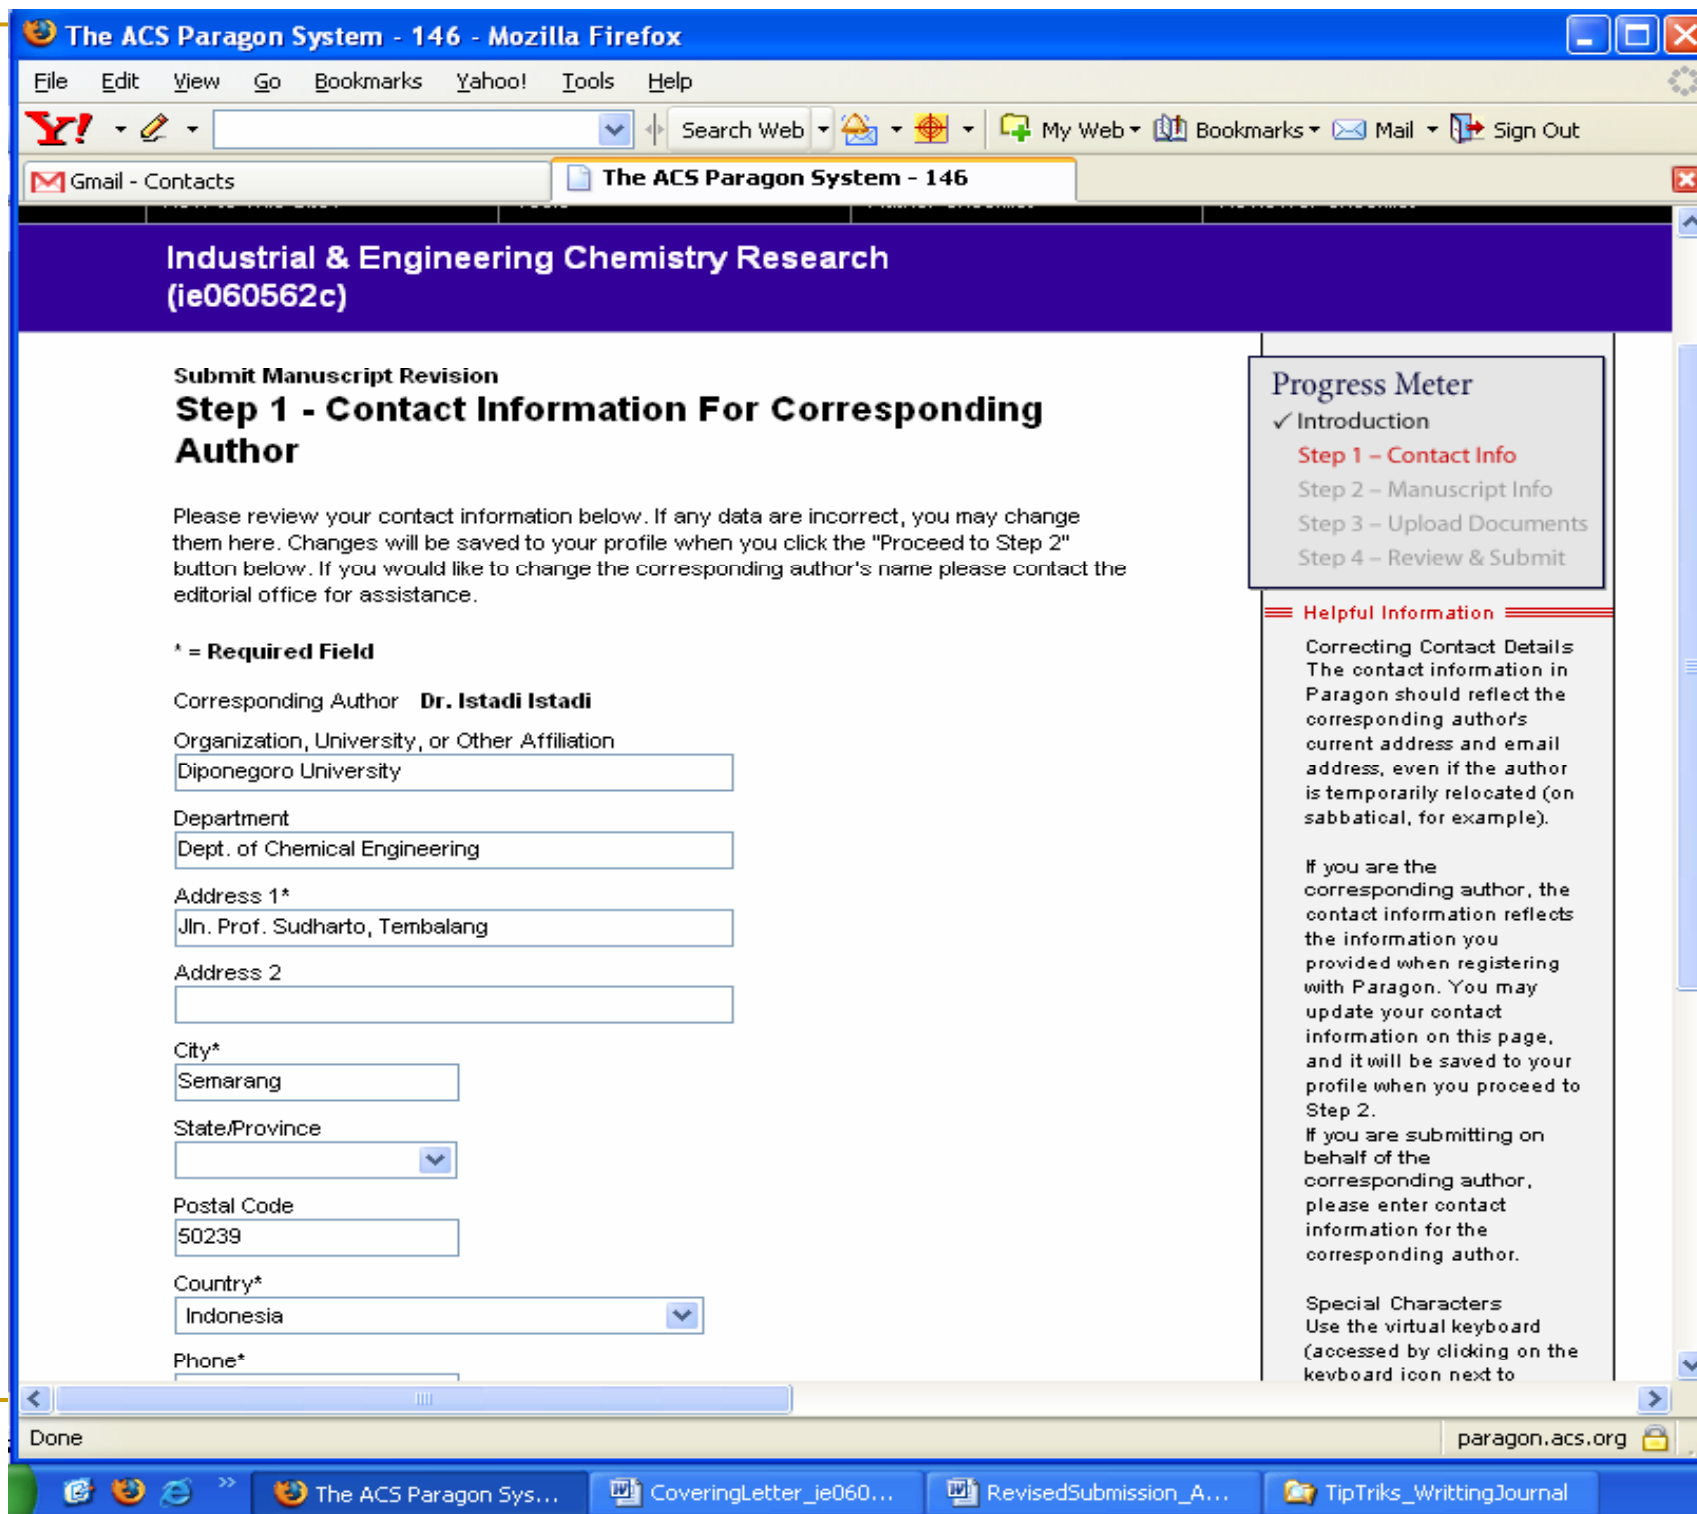 The ACS Paragon System - 146 - Mozilla Firefox
File Edit View Go Bookmarks Yahoo! Tools Help
Y! Search Web My Web Bookmarks Mail Sign Out
Gmail - Contacts The ACS Paragon System - 146
Industrial & Engineering Chemistry Research
(ie060562c)
Submit Manuscript Revision
Step 1 - Contact Information For Corresponding
Author
Please review your contact information below. If any data are incorrect, you may change
them here. Changes will be saved to your profile when you click the "Proceed to Step 2"
button below. If you would like to change the corresponding author's name please contact the
editorial office for assistance.
* = Required Field
Corresponding Author Dr. Istadi Istadi
Organization, University, or Other Affiliation
Diponegoro University
Department
Dept. of Chemical Engineering
Address 1*
Jln. Prof. Sudharto, Tembalang
Address 2
City*
Semarang
State/Province
Postal Code
50239
Country*
Indonesia
Phone*
Progress Meter
✓ Introduction
Step 1 – Contact Info
Step 2 – Manuscript Info
Step 3 – Upload Documents
Step 4 – Review & Submit
Helpful Information
Correcting Contact Details
The contact information in
Paragon should reflect the
corresponding author's
current address and email
address, even if the author
is temporarily relocated (on
sabbatical, for example).
If you are the
corresponding author, the
contact information reflects
the information you
provided when registering
with Paragon. You may
update your contact
information on this page,
and it will be saved to your
profile when you proceed to
Step 2.
If you are submitting on
behalf of the
corresponding author,
please enter contact
information for the
corresponding author.
Special Characters
Use the virtual keyboard
(accessed by clicking on the
keyboard icon next to
Done paragon.acs.org
The ACS Paragon Sys... CoveringLetter_ie060... RevisedSubmission_A... TipTriks_WrittingJournal